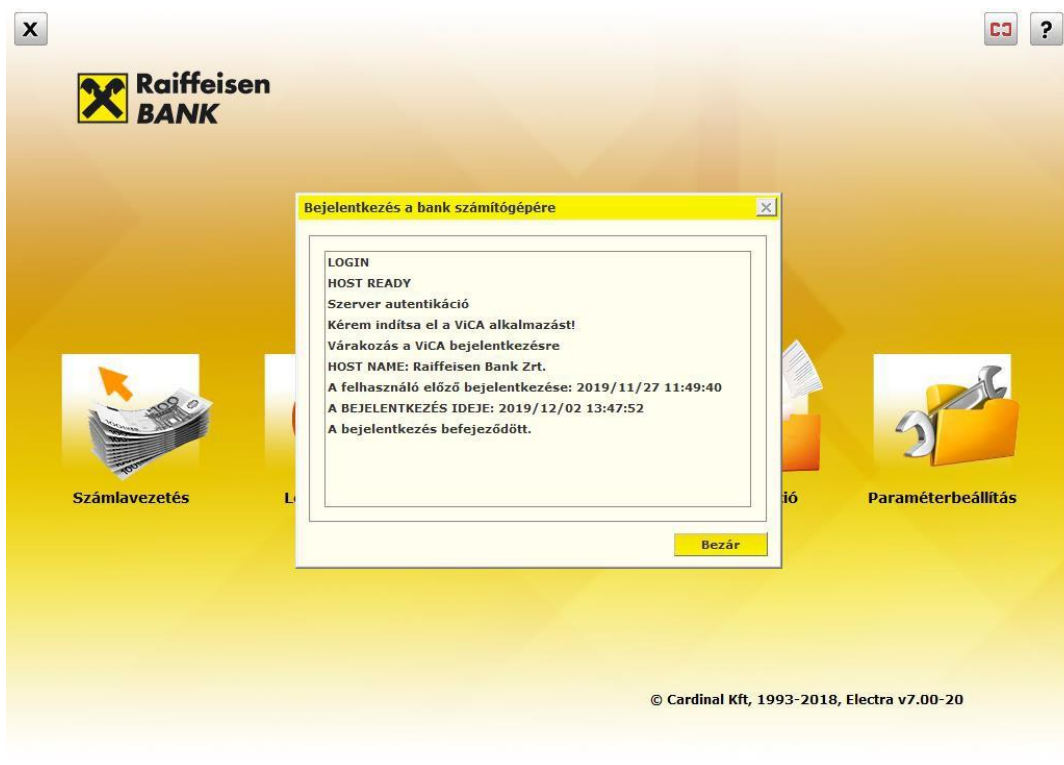 X
?
Raiffeisen
BANK
Bejelentkezés a bank számítógépére
LOGIN
HOST READY
Szerver autentikáció
Kérem indítsa el a ViCA alkalmazást!
Várakozás a ViCA bejelentkezésre
HOST NAME: Raiffeisen Bank Zrt.
A felhasználó előző bejelentkezése: 2019/11/27 11:49:40
A BEJELENTKEZÉS IDEJE: 2019/12/02 13:47:52
A bejelentkezés befejeződött.
Bezár
Számlavezetés
Paraméterbeállítás
© Cardinal Kft, 1993-2018, Electra v7.00-20